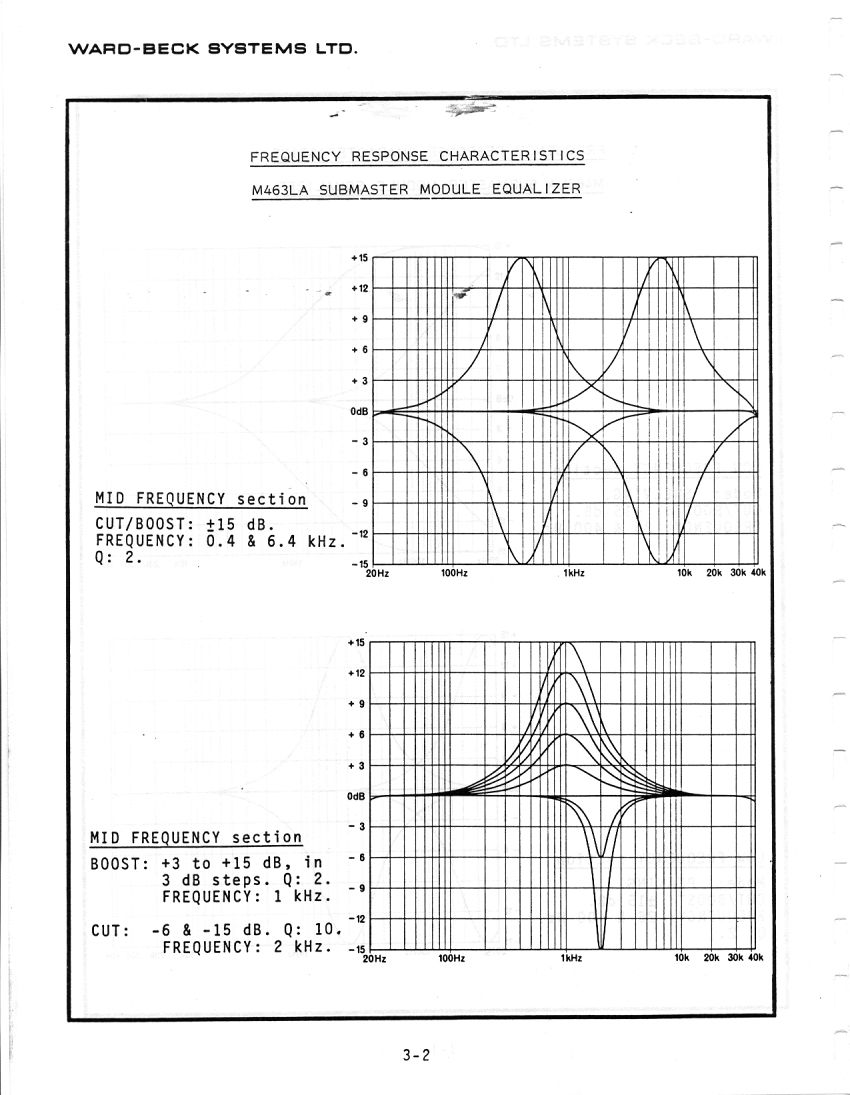 WARD-BECK SYSTEMS LTD.
FREQUENCY RESPONSE CHARACTERISTICS
M463LA SUBMASTER MODULE EQUALIZER
+15
+12
+ 9
+ 6
+ 3
0dB
- 3
- 6
- 9
-12
-15
20Hz 100Hz 1kHz 10k 20k 30k 40k
MID FREQUENCY section
CUT/BOOST: ±15 dB.
FREQUENCY: 0.4 & 6.4 kHz.
Q: 2.
+15
+12
+ 9
+ 6
+ 3
0dB
- 3
- 6
- 9
-12
-15
20Hz 100Hz 1kHz 10k 20k 30k 40k
MID FREQUENCY section
BOOST: +3 to +15 dB, in
3 dB steps. Q: 2.
FREQUENCY: 1 kHz.
CUT: -6 & -15 dB. Q: 10.
FREQUENCY: 2 kHz.
3-2